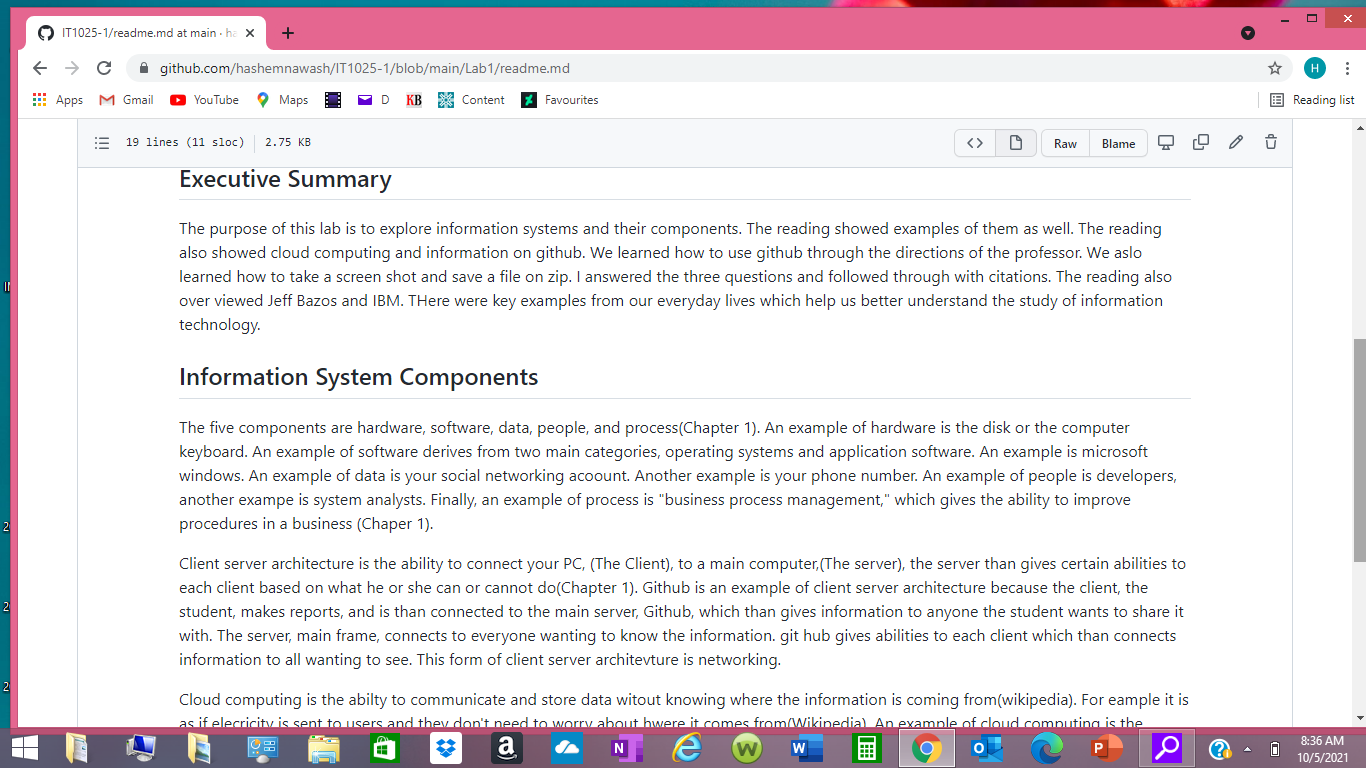 IT1025-1/readme.md at main · ha
github.com/hashemnawash/IT1025-1/blob/main/Lab1/readme.md
H
Apps Gmail YouTube Maps D KB Content Favourites Reading list
19 lines (11 sloc) 2.75 KB Raw Blame
Executive Summary
The purpose of this lab is to explore information systems and their components. The reading showed examples of them as well. The reading
also showed cloud computing and information on github. We learned how to use github through the directions of the professor. We aslo
learned how to take a screen shot and save a file on zip. I answered the three questions and followed through with citations. The reading also
over viewed Jeff Bazos and IBM. THere were key examples from our everyday lives which help us better understand the study of information
technology.
Information System Components
The five components are hardware, software, data, people, and process(Chapter 1). An example of hardware is the disk or the computer
keyboard. An example of software derives from two main categories, operating systems and application software. An example is microsoft
windows. An example of data is your social networking acoount. Another example is your phone number. An example of people is developers,
another exampe is system analysts. Finally, an example of process is "business process management," which gives the ability to improve
procedures in a business (Chaper 1).
Client server architecture is the ability to connect your PC, (The Client), to a main computer,(The server), the server than gives certain abilities to
each client based on what he or she can or cannot do(Chapter 1). Github is an example of client server architecture because the client, the
student, makes reports, and is than connected to the main server, Github, which than gives information to anyone the student wants to share it
with. The server, main frame, connects to everyone wanting to know the information. git hub gives abilities to each client which than connects
information to all wanting to see. This form of client server architevture is networking.
Cloud computing is the abilty to communicate and store data witout knowing where the information is coming from(wikipedia). For eample it is
as if elecricity is sent to users and they don't need to worry about hwere it comes from(Wikipedia). An example of cloud computing is the
8:36 AM
10/5/2021